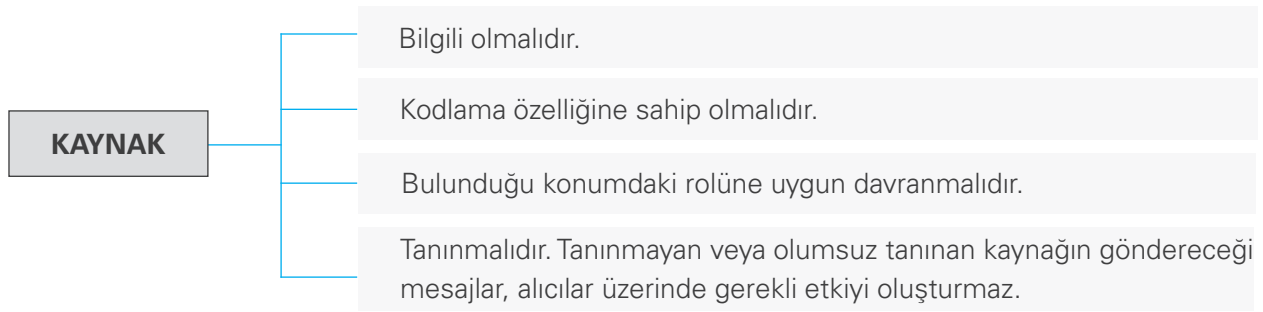 KAYNAK
Bilgili olmalıdır.
Kodlama özelliğine sahip olmalıdır.
Bulunduğu konumdaki rolüne uygun davranmalıdır.
Tanınmalıdır. Tanınmayan veya olumsuz tanınan kaynağın göndereceği
mesajlar, alıcılar üzerinde gerekli etkiyi oluşturmaz.